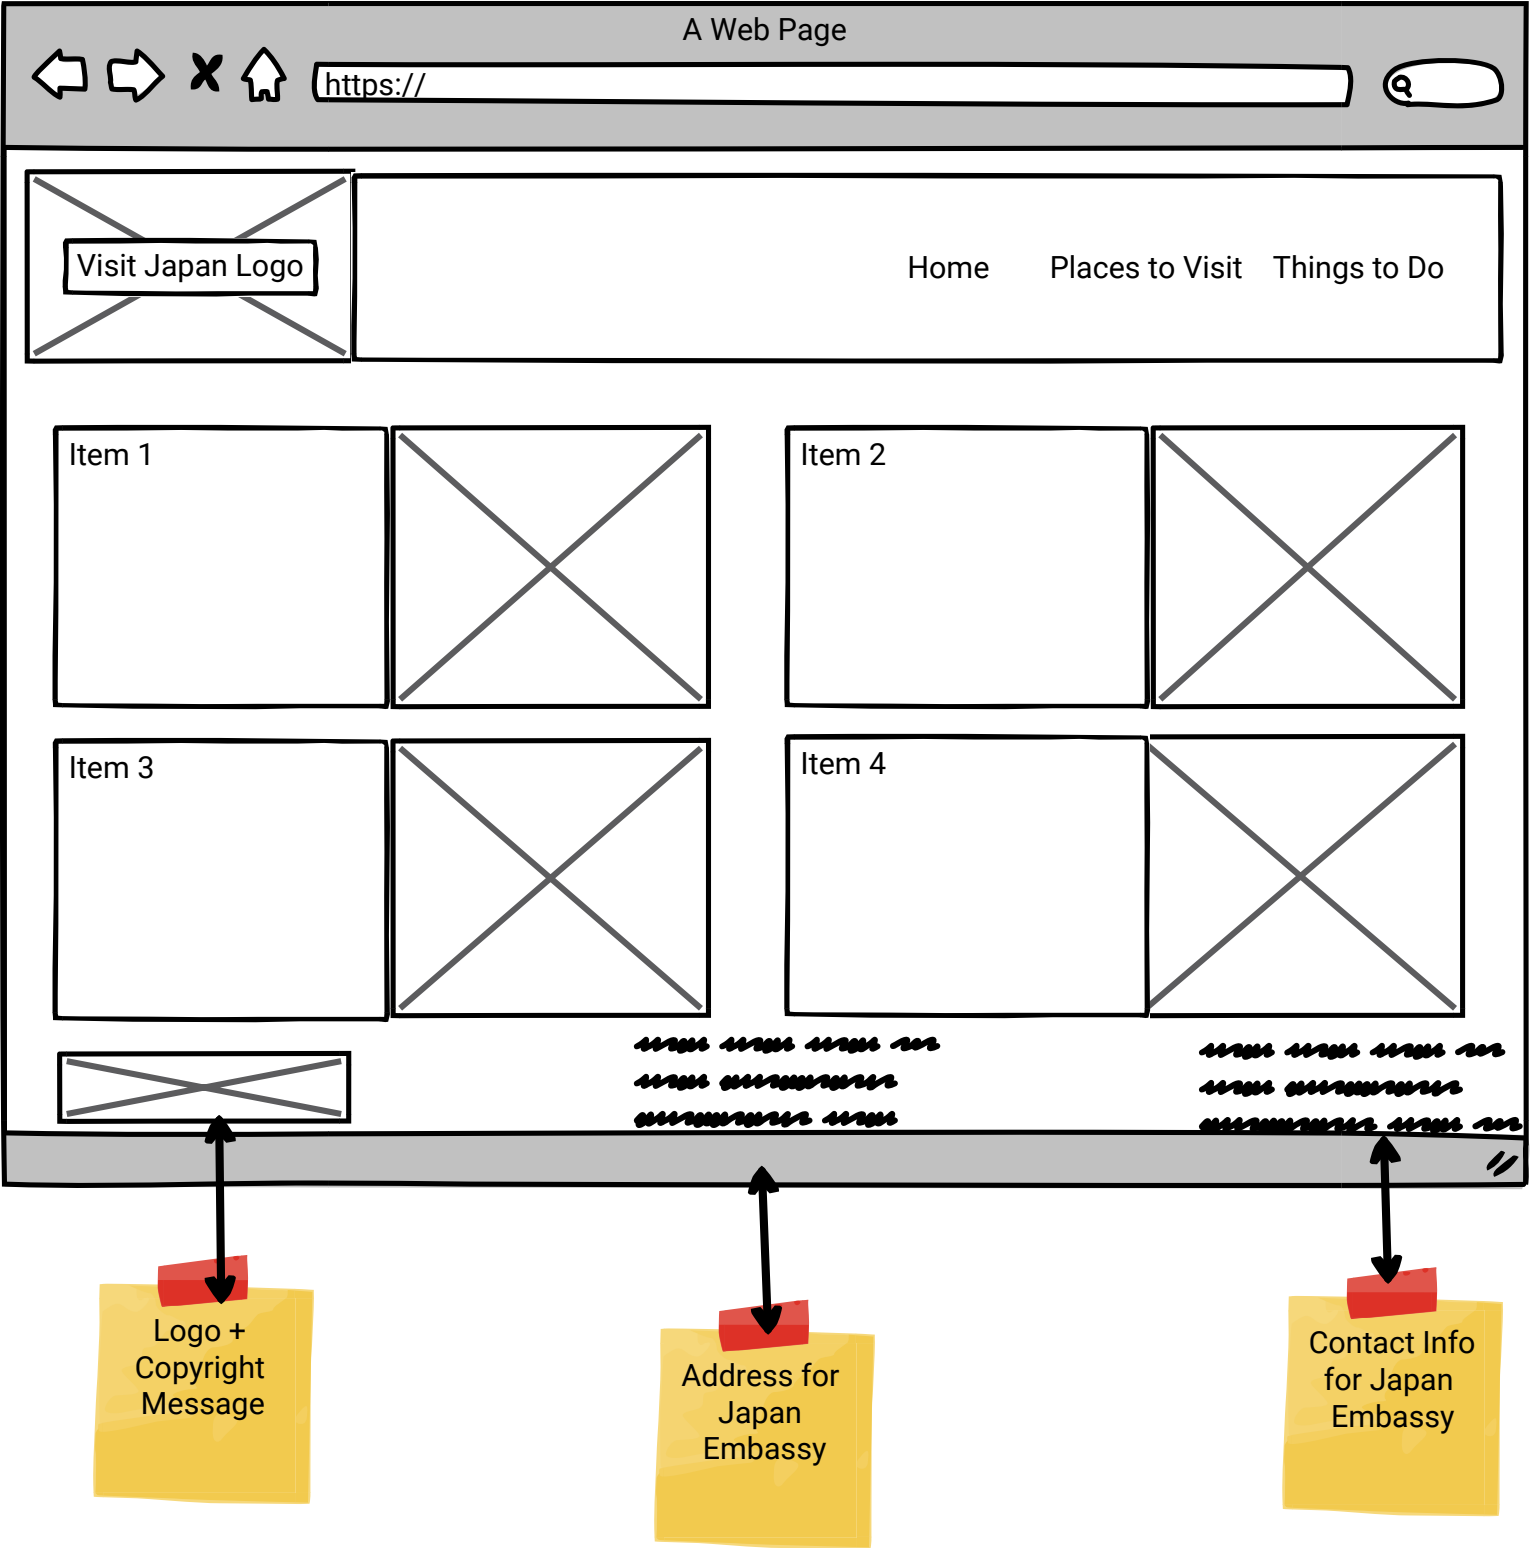 A Web Page
https://
Visit Japan Logo
Home Places to Visit Things to Do
Item 1
Item 2
Item 3
Item 4
Logo +
Copyright
Message
Address for
Japan
Embassy
Contact Info
for Japan
Embassy